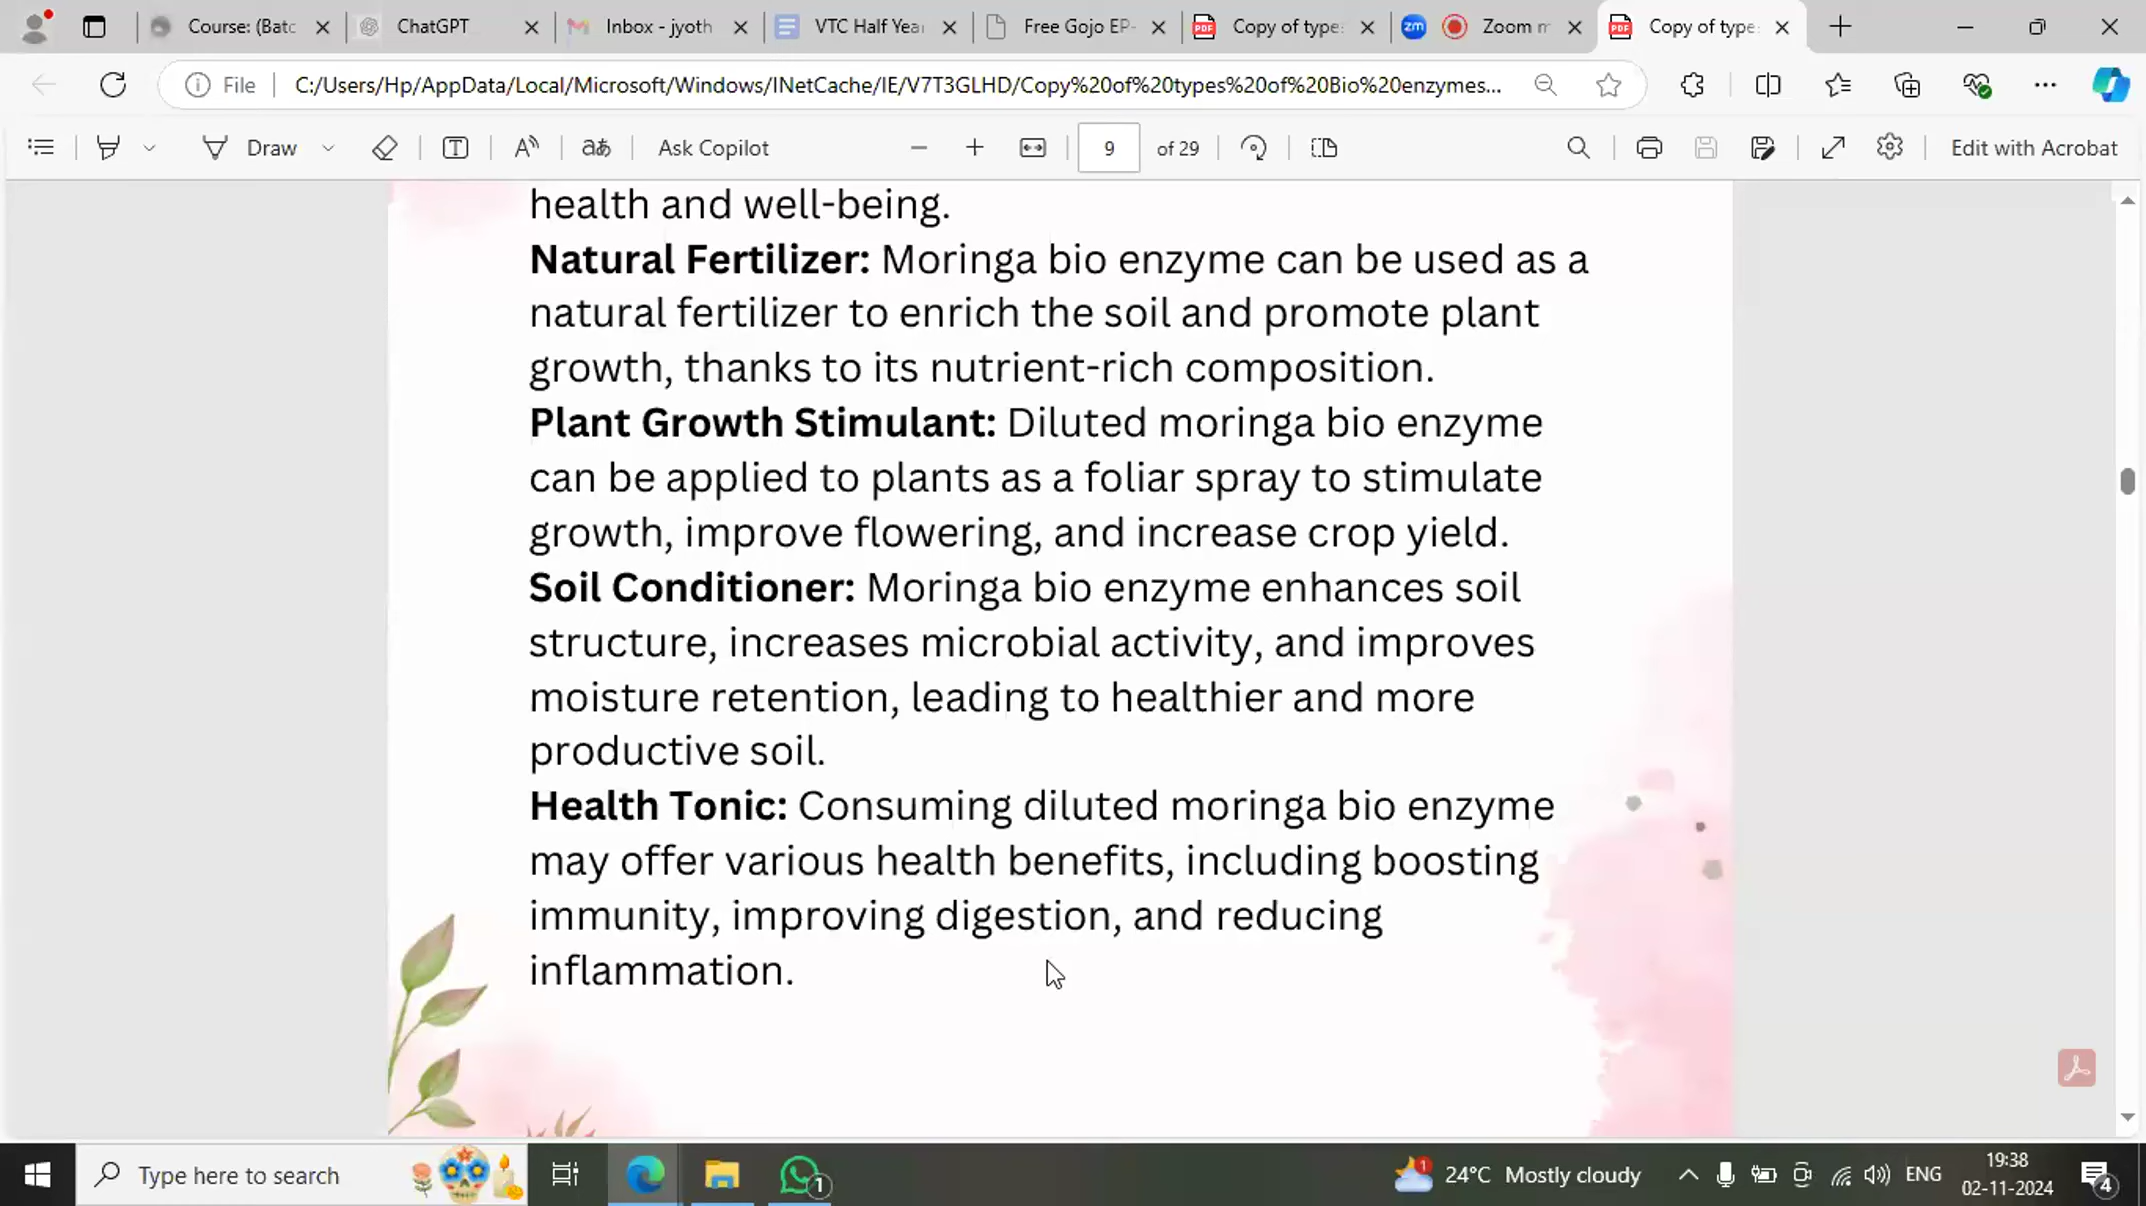 Course: (Batc
ChatGPT
Inbox - jyoth
VTC Half Yea
Free Gojo EP-
Copy of type
zm
Zoom m
Copy of type
File
C:/Users/Hp/AppData/Local/Microsoft/Windows/INetCache/IE/V7T3GLHD/Copy%20of%20types%20of%20Bio%20enzymes...
Draw
Ask Copilot
9 of 29
Edit with Acrobat
health and well-being.
Natural Fertilizer: Moringa bio enzyme can be used as a
natural fertilizer to enrich the soil and promote plant
growth, thanks to its nutrient-rich composition.
Plant Growth Stimulant: Diluted moringa bio enzyme
can be applied to plants as a foliar spray to stimulate
growth, improve flowering, and increase crop yield.
Soil Conditioner: Moringa bio enzyme enhances soil
structure, increases microbial activity, and improves
moisture retention, leading to healthier and more
productive soil.
Health Tonic: Consuming diluted moringa bio enzyme
may offer various health benefits, including boosting
immunity, improving digestion, and reducing
inflammation.
Type here to search
1
1
24°C Mostly cloudy
ENG
19:38
02-11-2024
4